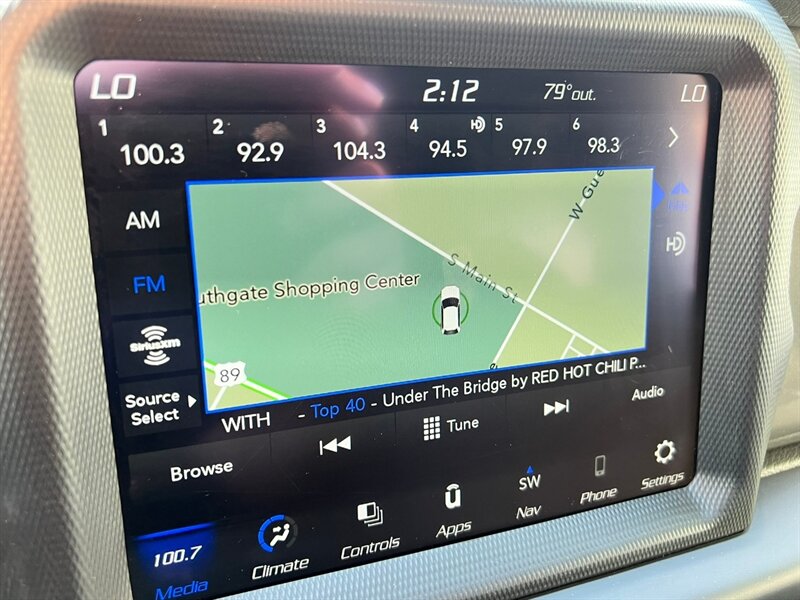 LO 2:12 79° out. LO
1 100.3 2 92.9 3 104.3 4 94.5 HD 5 97.9 6 98.3
AM
FM
HD
SiriusXM
Source
Select
W Gue
S Main St
uthgate Shopping Center
89
WITH - Top 40 - Under The Bridge by RED HOT CHILI P...
Browse Tune Audio
100.7
Media
Climate
Controls
Apps
SW
Nav
Phone
Settings